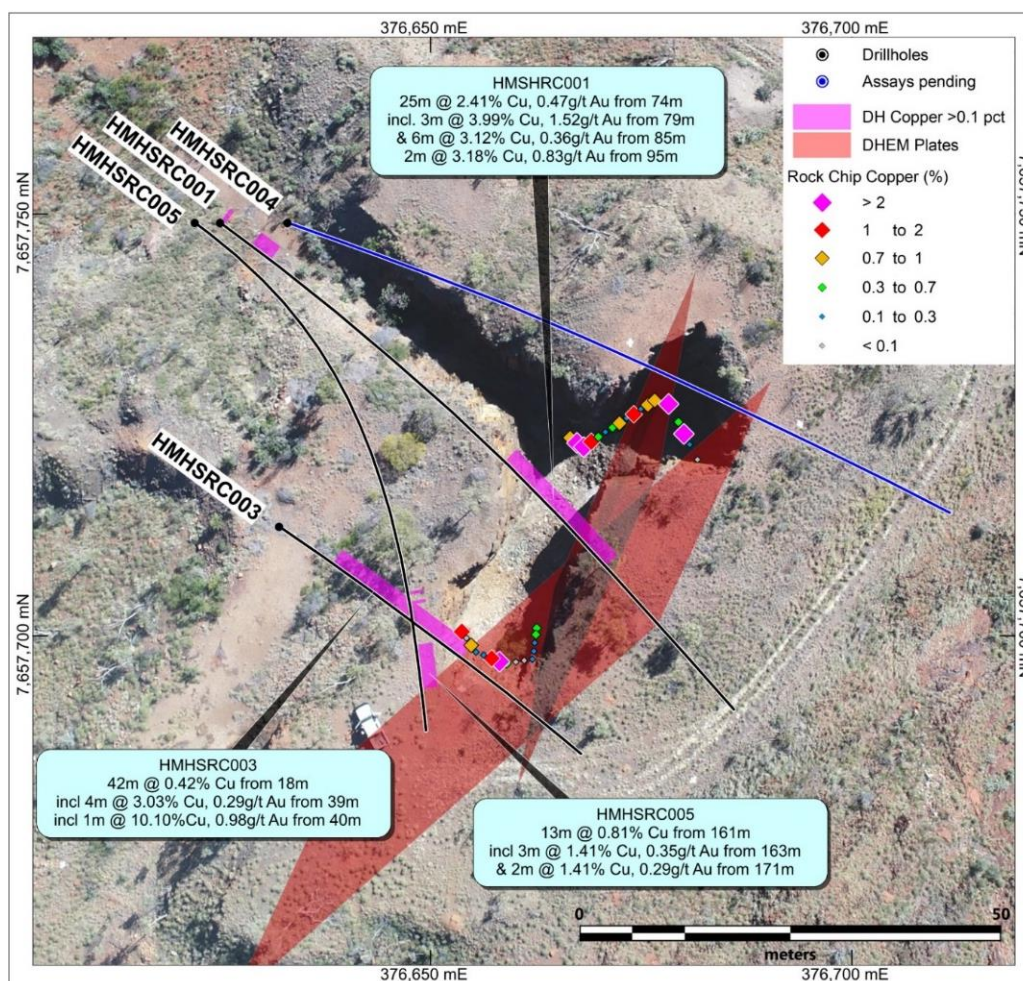 376,650 mE
376,700 mE
HMSHRC001
25m @ 2.41% Cu, 0.47g/t Au from 74m
incl. 3m @ 3.99% Cu, 1.52g/t Au from 79m
& 6m @ 3.12% Cu, 0.36g/t Au from 85m
2m @ 3.18% Cu, 0.83g/t Au from 95m
Drillholes
Assays pending
DH Copper >0.1 pct
DHEM Plates
Rock Chip Copper (%)
> 2
1 to 2
0.7 to 1
0.3 to 0.7
0.1 to 0.3
< 0.1
HMHSRC004
HMHSRC001
HMHSRC005
7,657,750 mN
HMHSRC003
7,657,700 mN
HMHSRC003
42m @ 0.42% Cu from 18m
incl 4m @ 3.03% Cu, 0.29g/t Au from 39m
incl 1m @ 10.10%Cu, 0.98g/t Au from 40m
HMHSRC005
13m @ 0.81% Cu from 161m
incl 3m @ 1.41% Cu, 0.35g/t Au from 163m
& 2m @ 1.41% Cu, 0.29g/t Au from 171m
0
50
meters
376,650 mE
376,700 mE